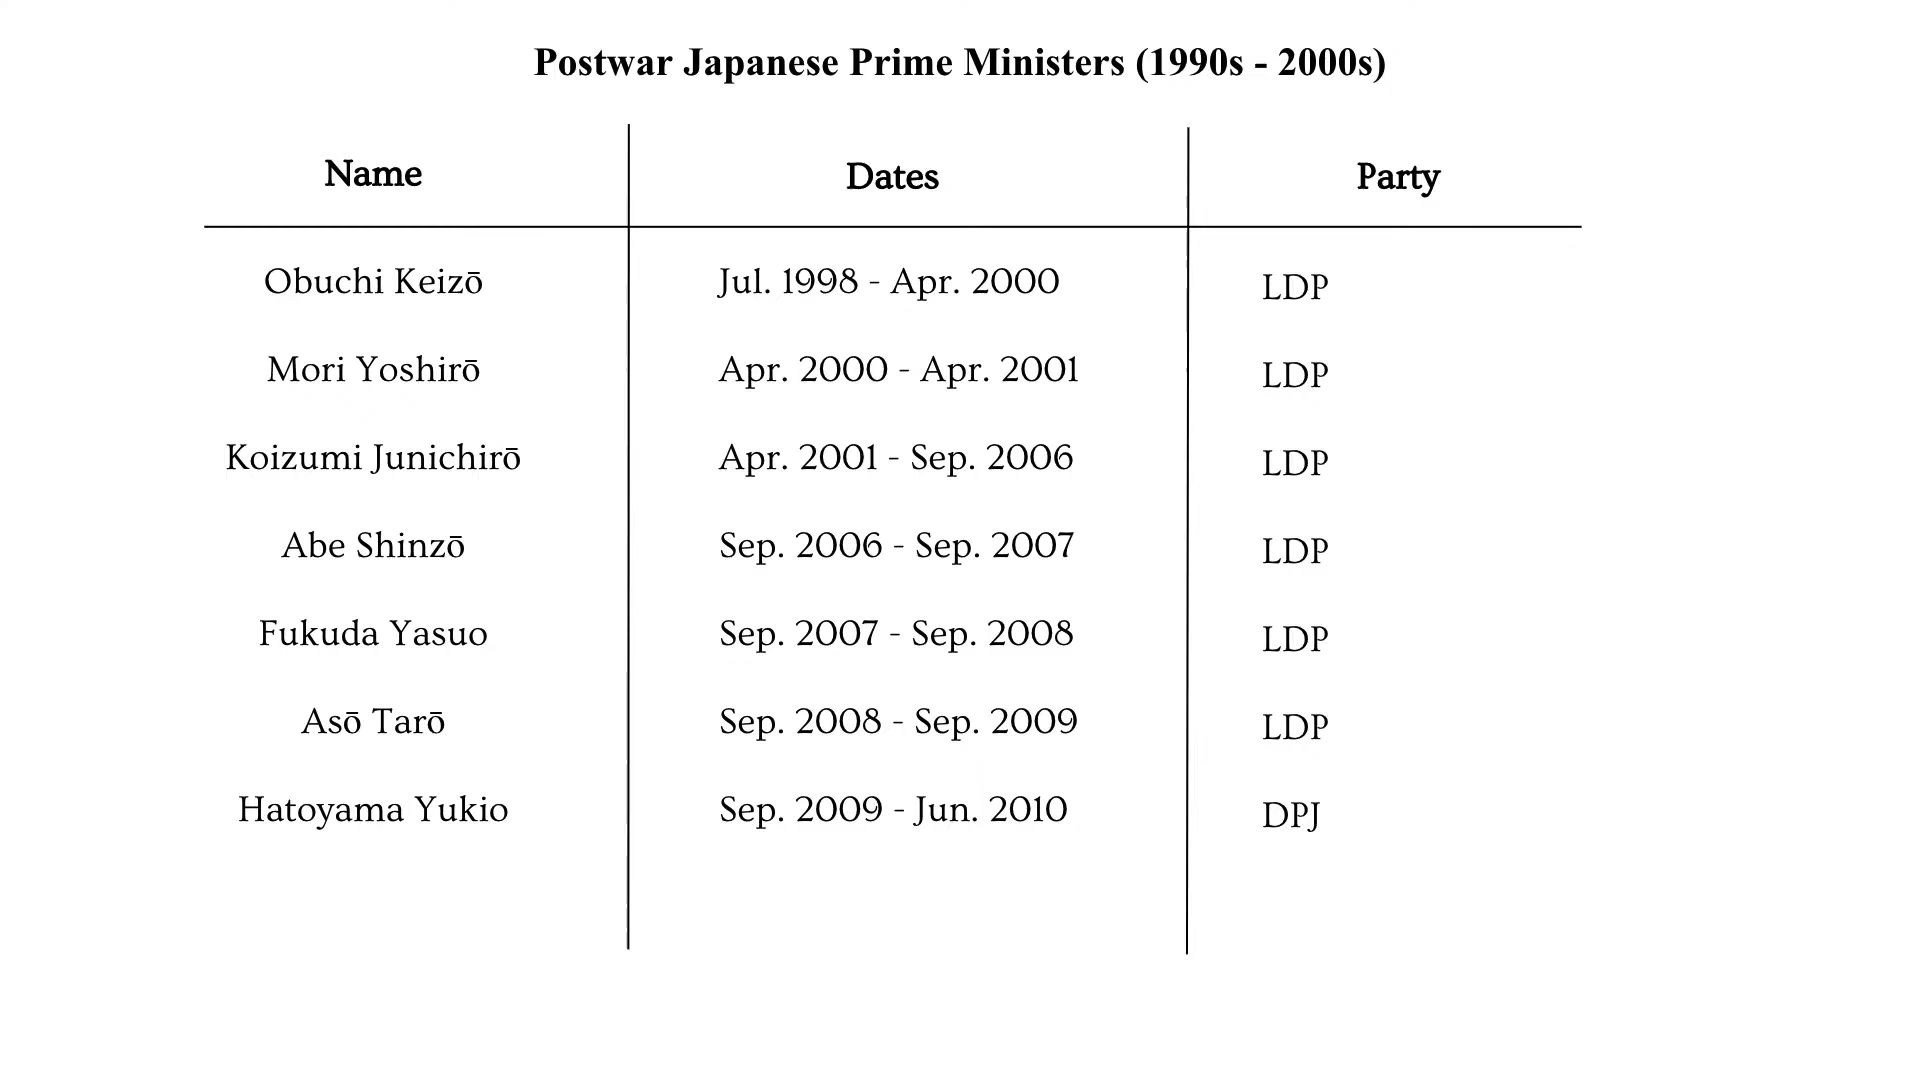 Postwar Japanese Prime Ministers (1990s - 2000s)
Name Dates Party
Obuchi Keizō Jul. 1998 - Apr. 2000 LDP
Mori Yoshirō Apr. 2000 - Apr. 2001 LDP
Koizumi Junichirō Apr. 2001 - Sep. 2006 LDP
Abe Shinzō Sep. 2006 - Sep. 2007 LDP
Fukuda Yasuo Sep. 2007 - Sep. 2008 LDP
Asō Tarō Sep. 2008 - Sep. 2009 LDP
Hatoyama Yukio Sep. 2009 - Jun. 2010 DPJ